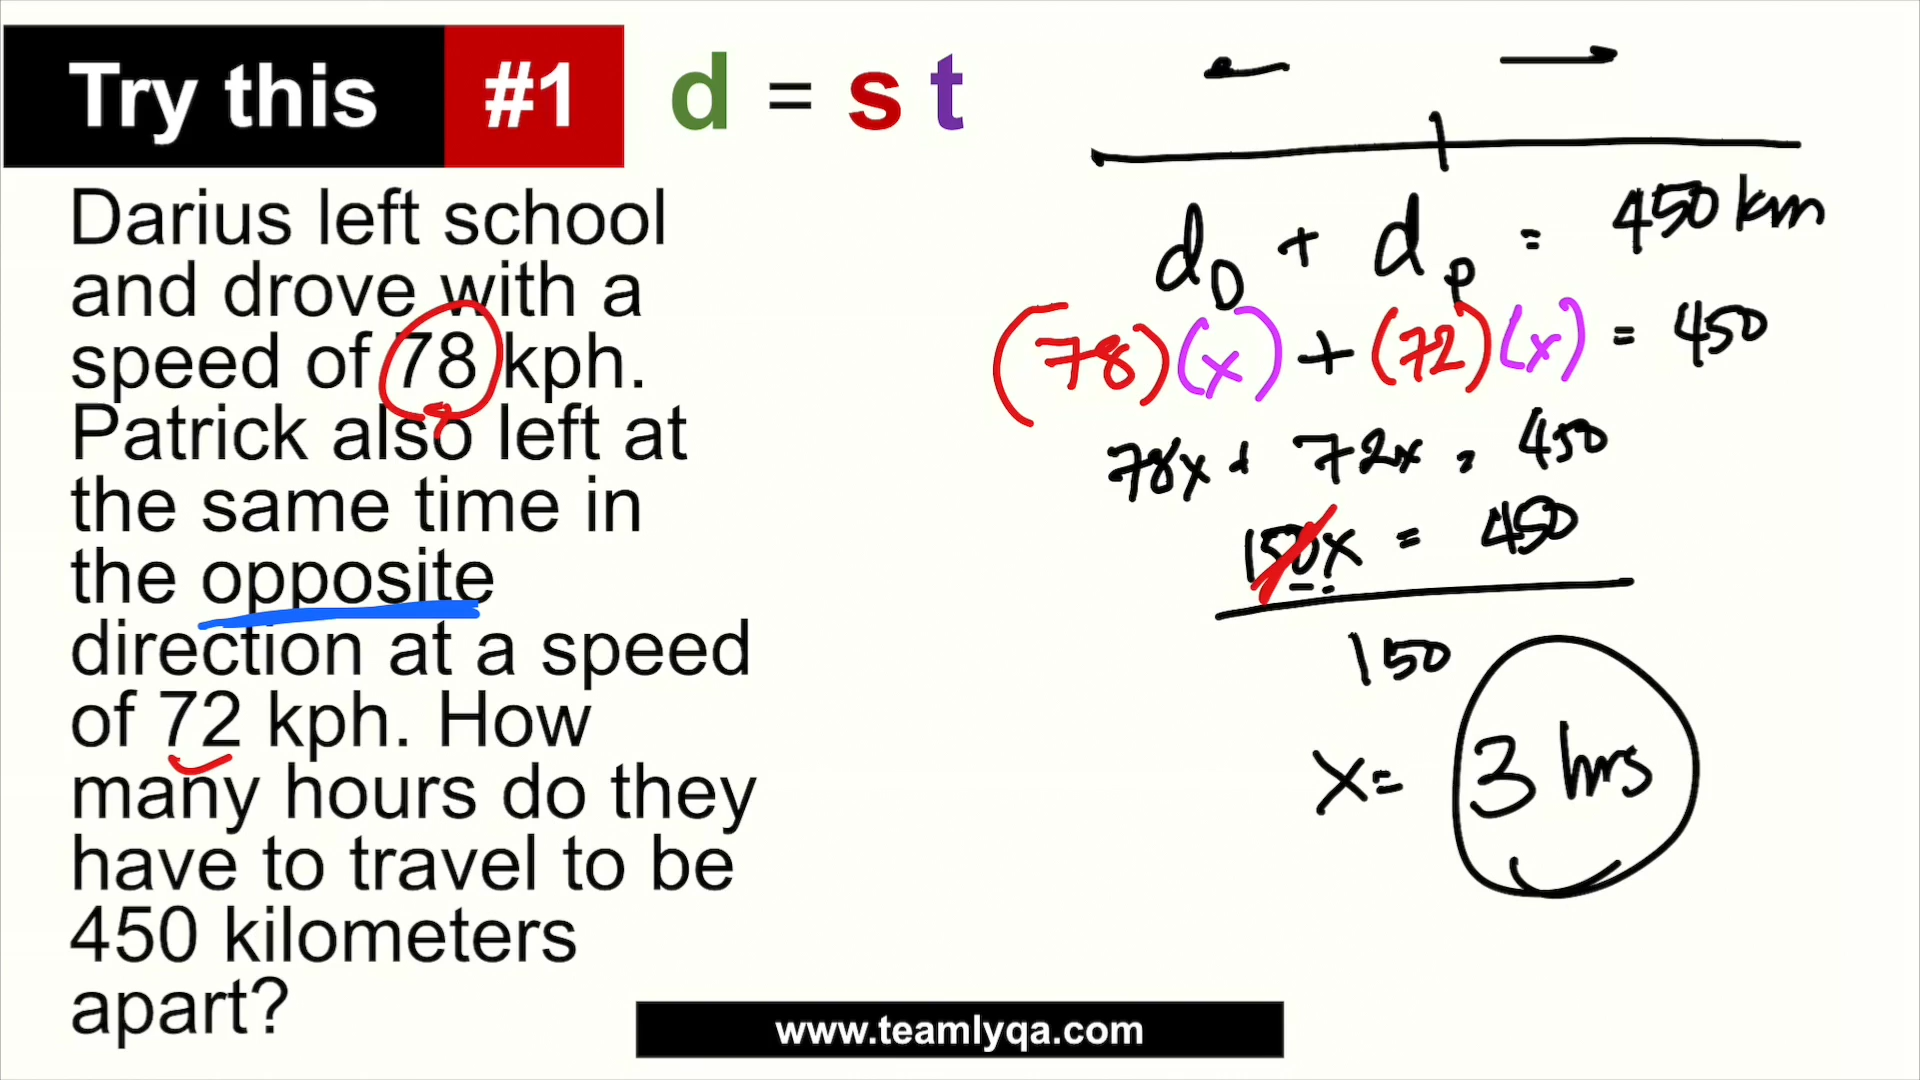 Try this #1 d = s t
Darius left school
and drove with a
speed of 78 kph.
Patrick also left at
the same time in
the opposite
direction at a speed
of 72 kph. How
many hours do they
have to travel to be
450 kilometers
apart?
dD + dp = 450 km
(78)(x) + (72)(x) = 450
78x + 72x = 450
150x = 450
150
x = 3 hrs
www.teamlyqa.com